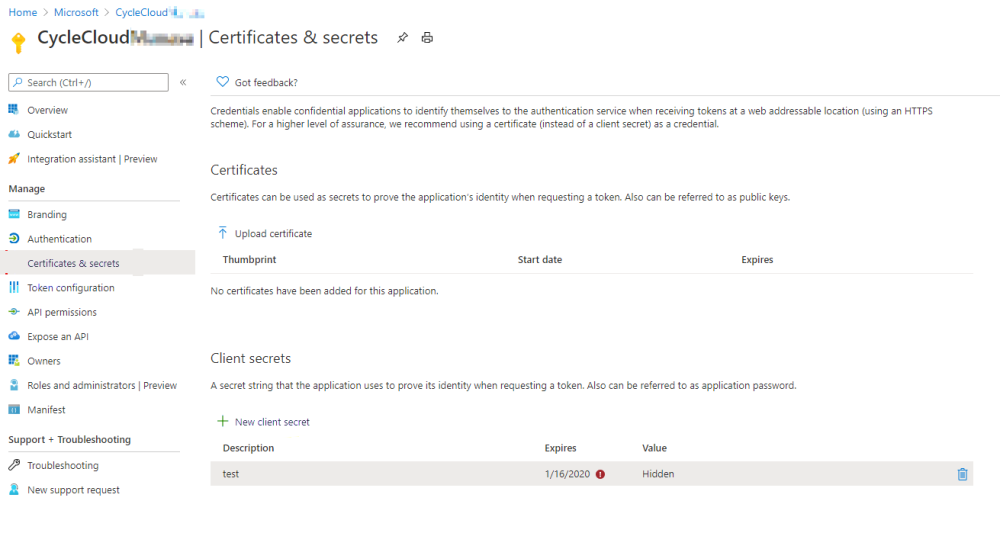 Home > Microsoft > CycleCloud
CycleCloud | Certificates & secrets
Search (Ctrl+/) «
Overview
Quickstart
Integration assistant | Preview
Manage
Branding
Authentication
Certificates & secrets
Token configuration
API permissions
Expose an API
Owners
Roles and administrators | Preview
Manifest
Support + Troubleshooting
Troubleshooting
New support request
Got feedback?
Credentials enable confidential applications to identify themselves to the authentication service when receiving tokens at a web addressable location (using an HTTPS
scheme). For a higher level of assurance, we recommend using a certificate (instead of a client secret) as a credential.
Certificates
Certificates can be used as secrets to prove the application's identity when requesting a token. Also can be referred to as public keys.
Upload certificate
Thumbprint Start date Expires
No certificates have been added for this application.
Client secrets
A secret string that the application uses to prove its identity when requesting a token. Also can be referred to as application password.
New client secret
Description Expires Value
test 1/16/2020 Hidden